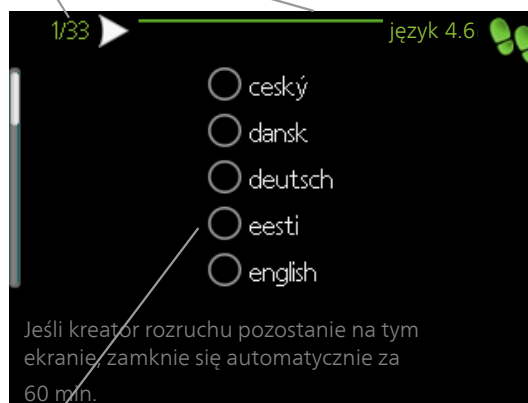 1/33
język 4.6
ceský
dansk
deutsch
eesti
english
Jeśli kreator rozruchu pozostanie na tym
ekranie, zamknie się automatycznie za
60 min.